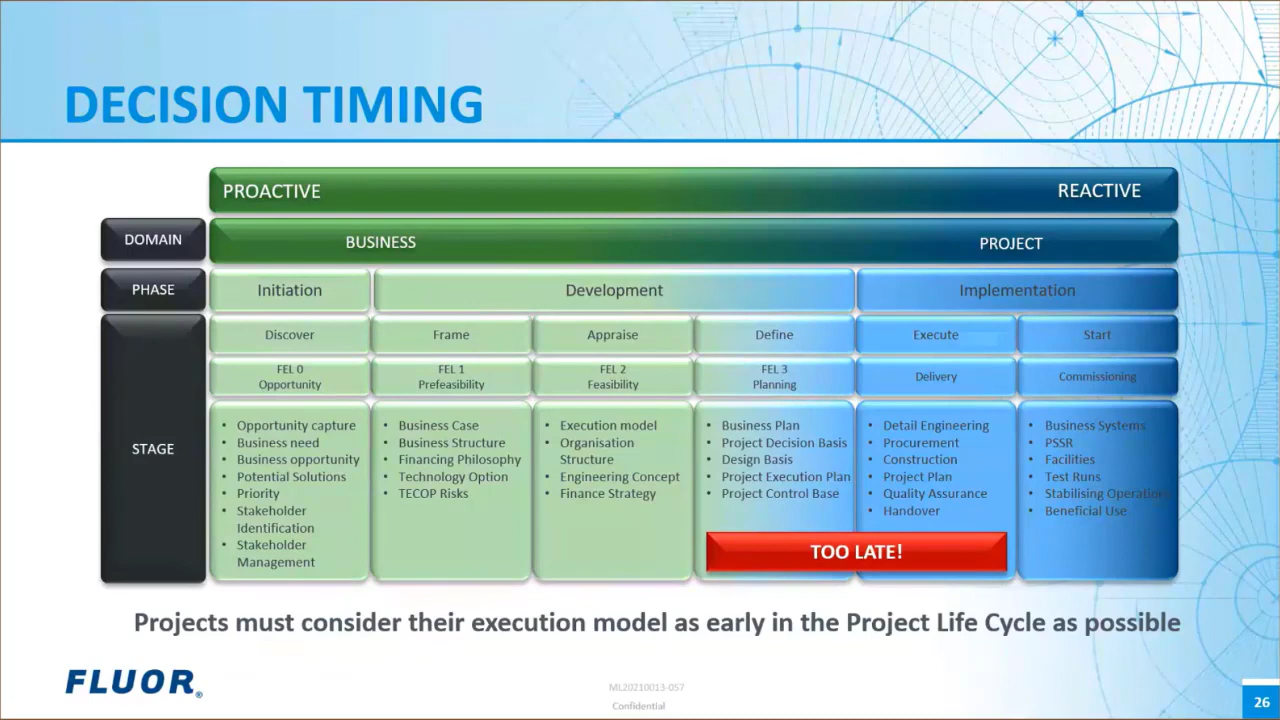 DECISION TIMING
PROACTIVE REACTIVE
DOMAIN BUSINESS PROJECT
PHASE Initiation Development Implementation
STAGE
Discover Frame Appraise Define Execute Start
FEL 0
Opportunity
FEL 1
Prefeasibility
FEL 2
Feasibility
FEL 3
Planning
Delivery
Commissioning
• Opportunity capture
• Business need
• Business opportunity
• Potential Solutions
• Priority
• Stakeholder
Identification
• Stakeholder
Management
• Business Case
• Business Structure
• Financing Philosophy
• Technology Option
• TECOP Risks
• Execution model
• Organisation
Structure
• Engineering Concept
• Finance Strategy
• Business Plan
• Project Decision Basis
• Design Basis
• Project Execution Plan
• Project Control Base
• Detail Engineering
• Procurement
• Construction
• Project Plan
• Quality Assurance
• Handover
• Business Systems
• PSSR
• Facilities
• Test Runs
• Stabilising Operations
• Beneficial Use
TOO LATE!
Projects must consider their execution model as early in the Project Life Cycle as possible
FLUOR®
ML20210013-057
Confidential
26